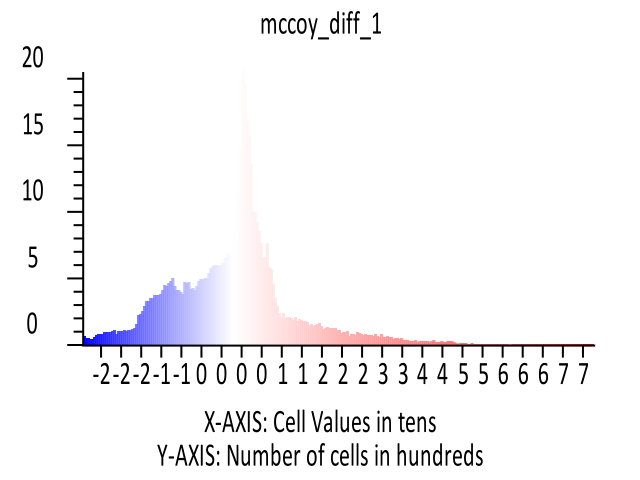 mccoy_diff_1
20
15
10
5
0
-2 -2 -2 -1 -1 0 0 0 0 1 1 2 2 2 3 3 4 4 5 5 6 6 6 7 7
X-AXIS: Cell Values in tens
Y-AXIS: Number of cells in hundreds